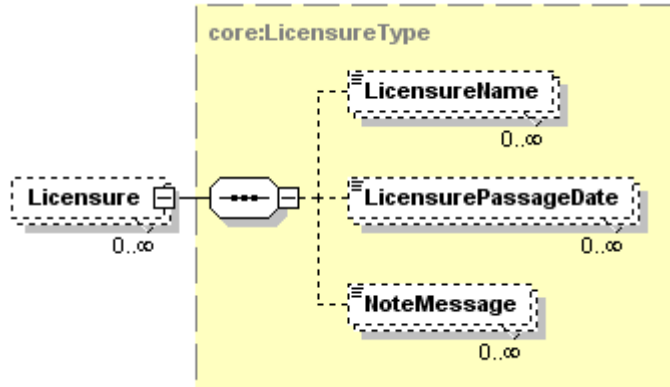 core:LicensureType
LicensureName
0..∞
Licensure
0..∞
LicensurePassageDate
0..∞
NoteMessage
0..∞